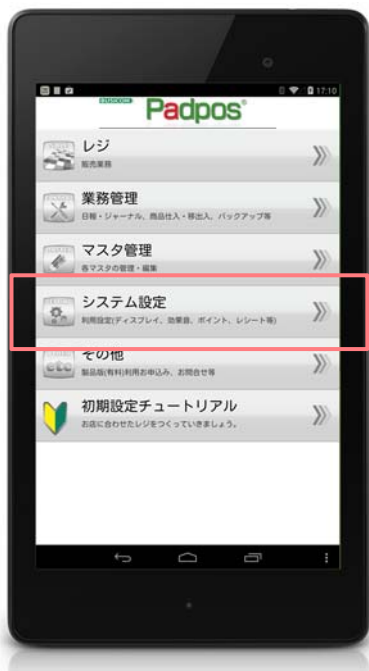 17:10
BUSICOM
Padpos®
レジ
販売業務
業務管理
日報・ジャーナル、商品仕入・移出入、バックアップ等
マスタ管理
各マスタの管理・編集
システム設定
利用設定(ディスプレイ、効果音、ポイント、レシート等)
etc
その他
製品版(有料)利用お申込み、お問合せ等
初期設定チュートリアル
お店に合わせたレジをつくっていきましょう。